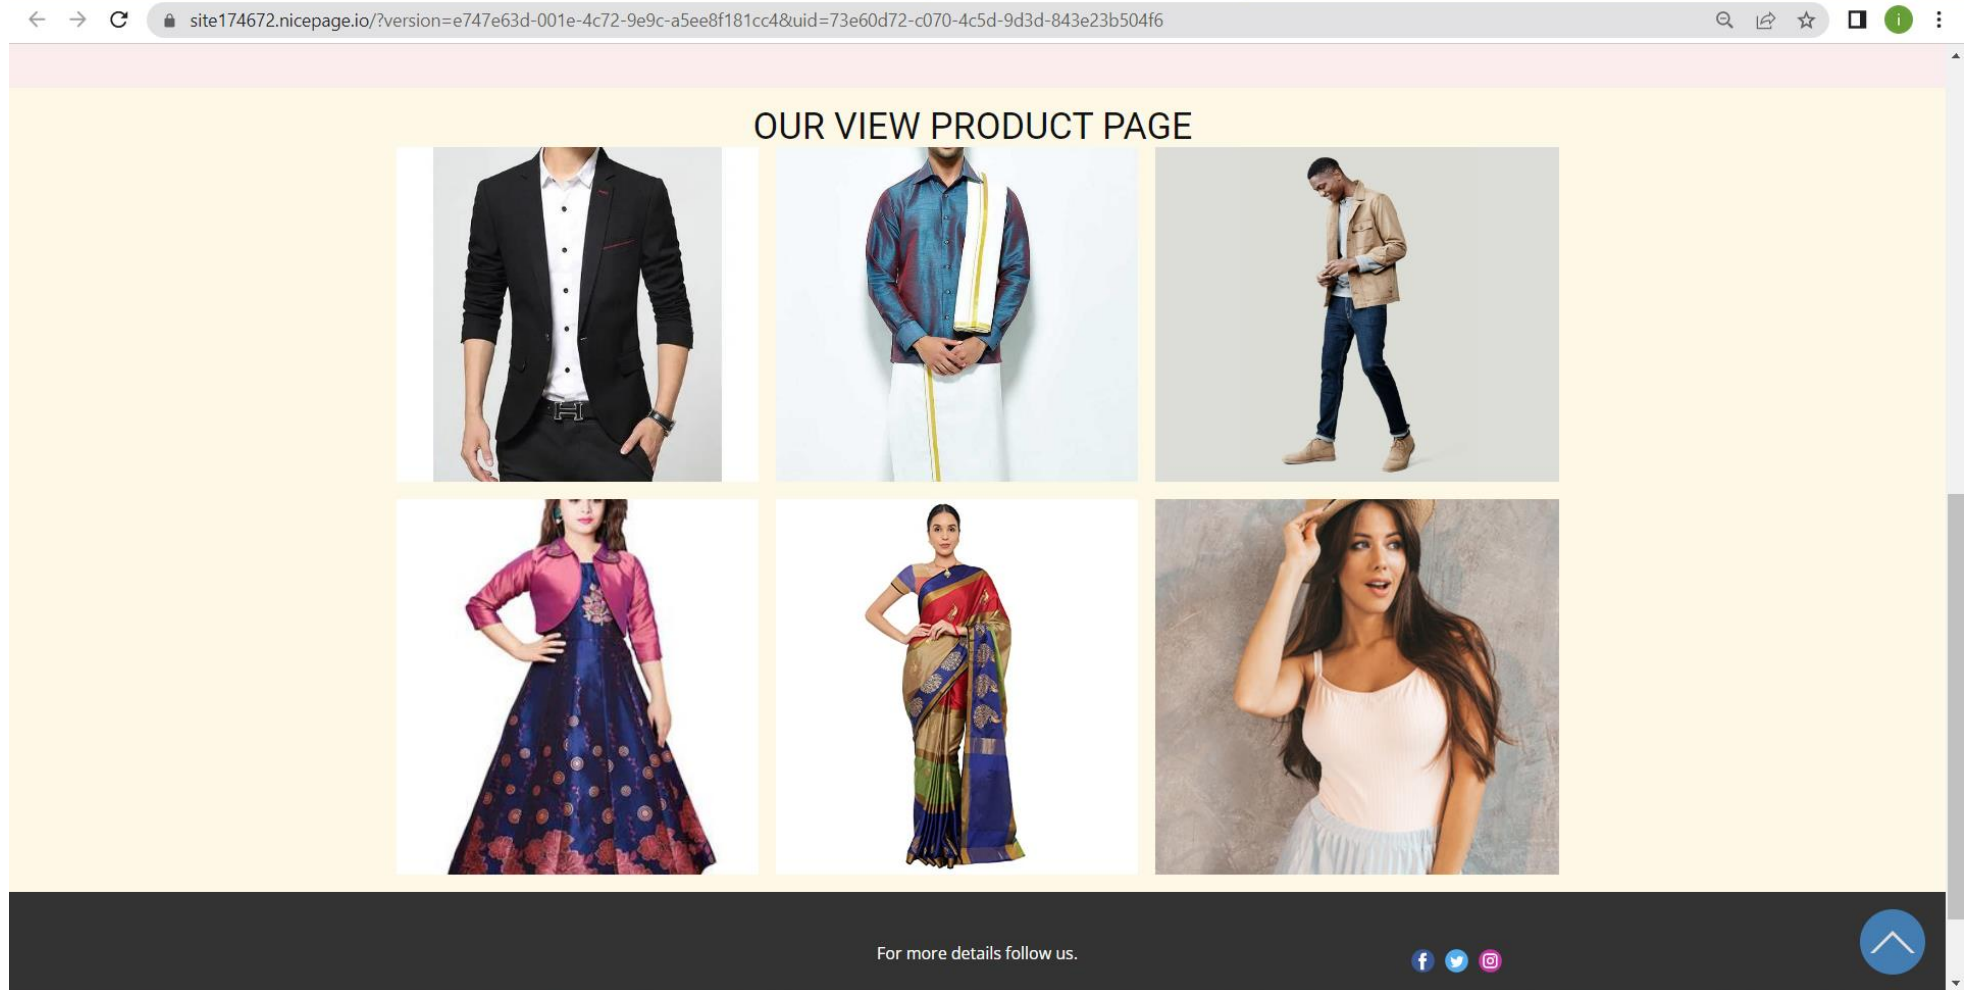 site174672.nicepage.io/?version=e747e63d-001e-4c72-9e9c-a5ee8f181cc4&uid=73e60d72-c070-4c5d-9d3d-843e23b504f6
i
OUR VIEW PRODUCT PAGE
For more details follow us.